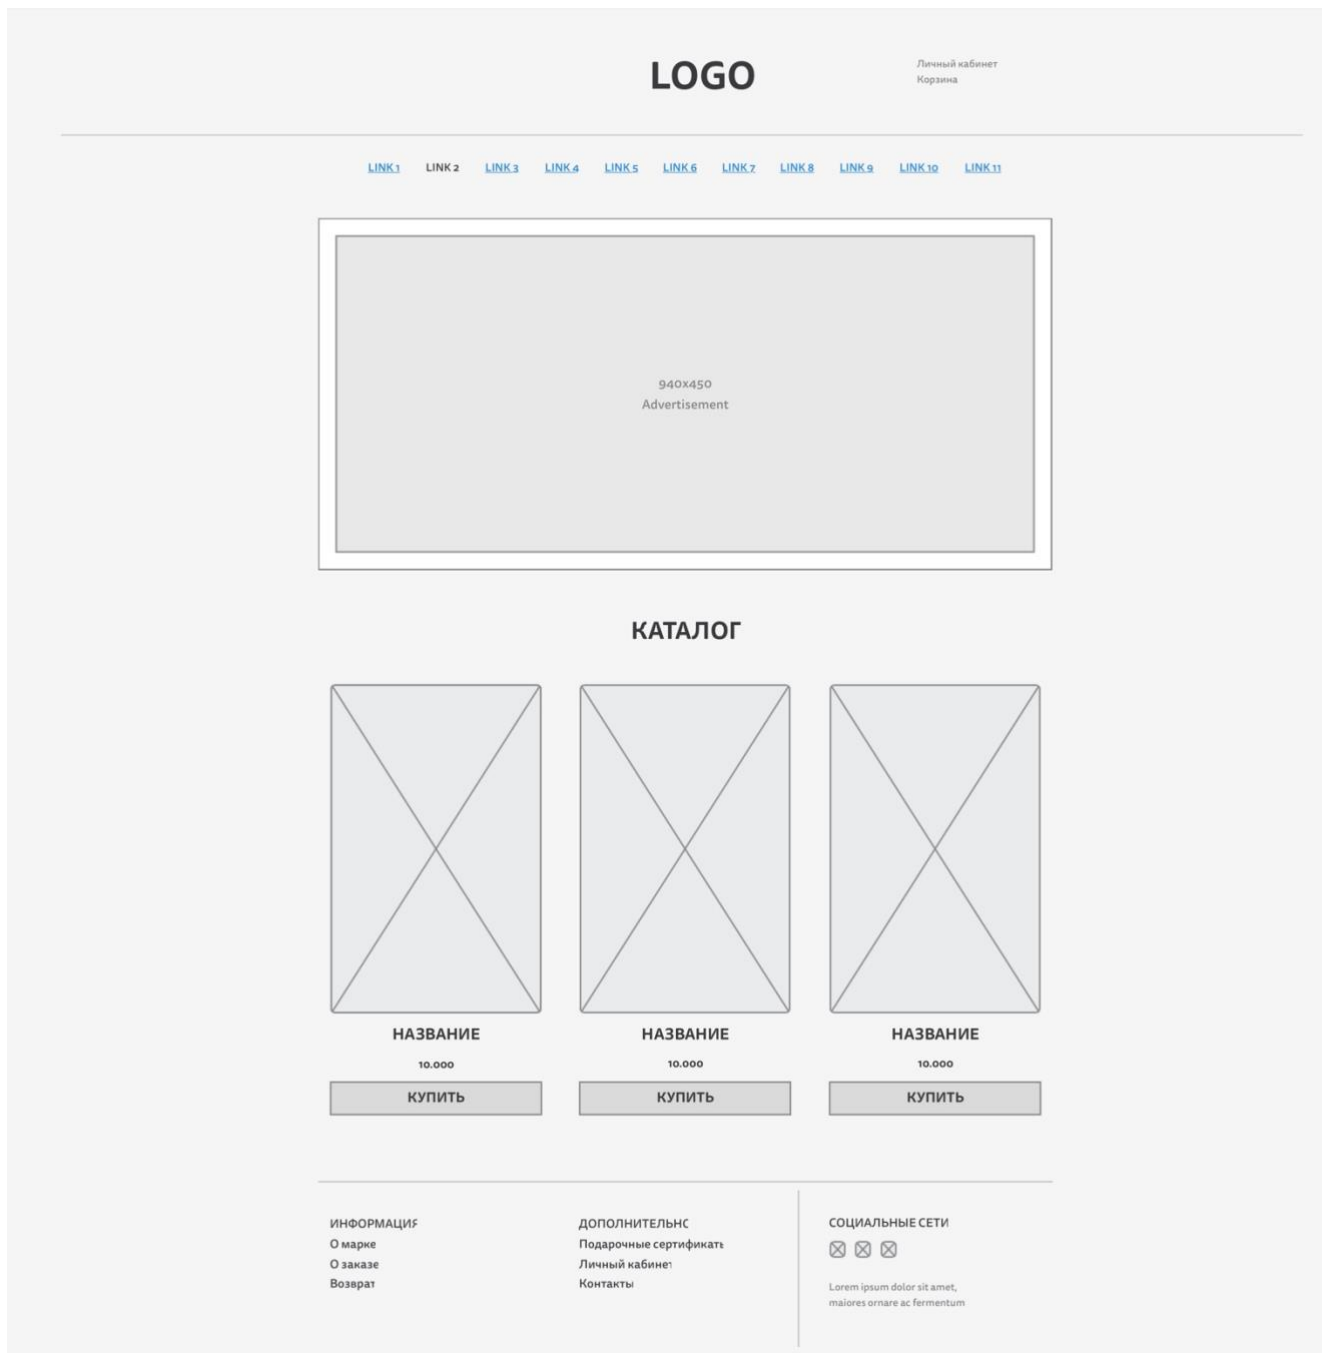 LOGO
Личный кабинет
Корзина
LINK 1 LINK 2 LINK 3 LINK 4 LINK 5 LINK 6 LINK 7 LINK 8 LINK 9 LINK 10 LINK 11
940x450
Advertisement
КАТАЛОГ
НАЗВАНИЕ НАЗВАНИЕ НАЗВАНИЕ
10.000 10.000 10.000
КУПИТЬ КУПИТЬ КУПИТЬ
ИНФОРМАЦИЯ
О марке
О заказе
Возврат
ДОПОЛНИТЕЛЬНО
Подарочные сертификаты
Личный кабинет
Контакты
СОЦИАЛЬНЫЕ СЕТИ
Lorem ipsum dolor sit amet,
maiores ornare ac fermentum